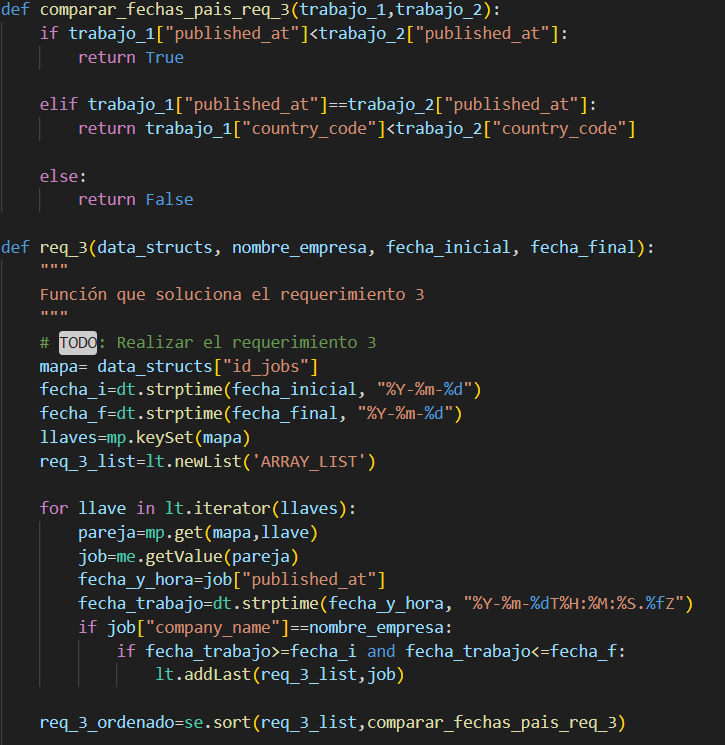 def comparar_fechas_pais_req_3(trabajo_1,trabajo_2):
    if trabajo_1["published_at"]<trabajo_2["published_at"]:
        return True

    elif trabajo_1["published_at"]==trabajo_2["published_at"]:
        return trabajo_1["country_code"]<trabajo_2["country_code"]

    else:
        return False

def req_3(data_structs, nombre_empresa, fecha_inicial, fecha_final):
    """
    Función que soluciona el requerimiento 3
    """
    # TODO: Realizar el requerimiento 3
    mapa= data_structs["id_jobs"]
    fecha_i=dt.strptime(fecha_inicial, "%Y-%m-%d")
    fecha_f=dt.strptime(fecha_final, "%Y-%m-%d")
    llaves=mp.keySet(mapa)
    req_3_list=lt.newList('ARRAY_LIST')

    for llave in lt.iterator(llaves):
        pareja=mp.get(mapa,llave)
        job=me.getValue(pareja)
        fecha_y_hora=job["published_at"]
        fecha_trabajo=dt.strptime(fecha_y_hora, "%Y-%m-%dT%H:%M:%S.%fZ")
        if job["company_name"]==nombre_empresa:
            if fecha_trabajo>=fecha_i and fecha_trabajo<=fecha_f:
                lt.addLast(req_3_list,job)

    req_3_ordenado=se.sort(req_3_list,comparar_fechas_pais_req_3)